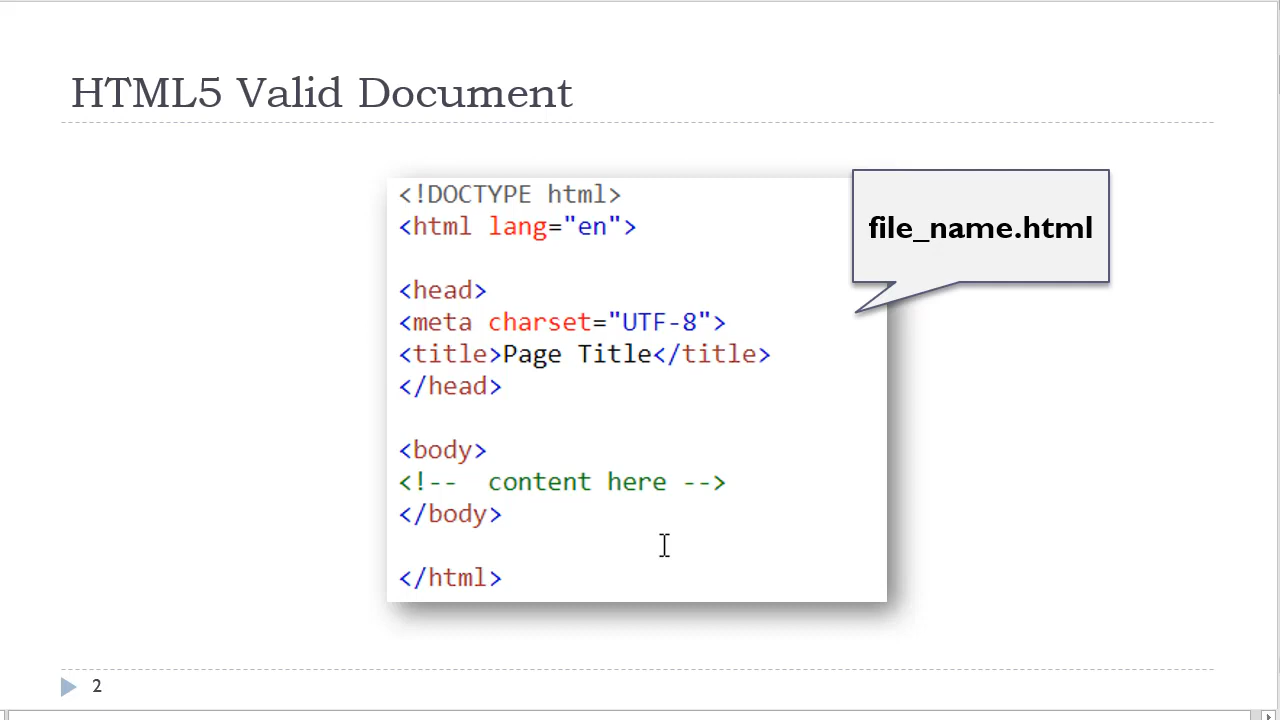 HTML5 Valid Document
<!DOCTYPE html>
<html lang="en">
file_name.html
<head>
<meta charset="UTF-8">
<title>Page Title</title>
</head>
<body>
<!--  content here -->
</body>
</html>
2